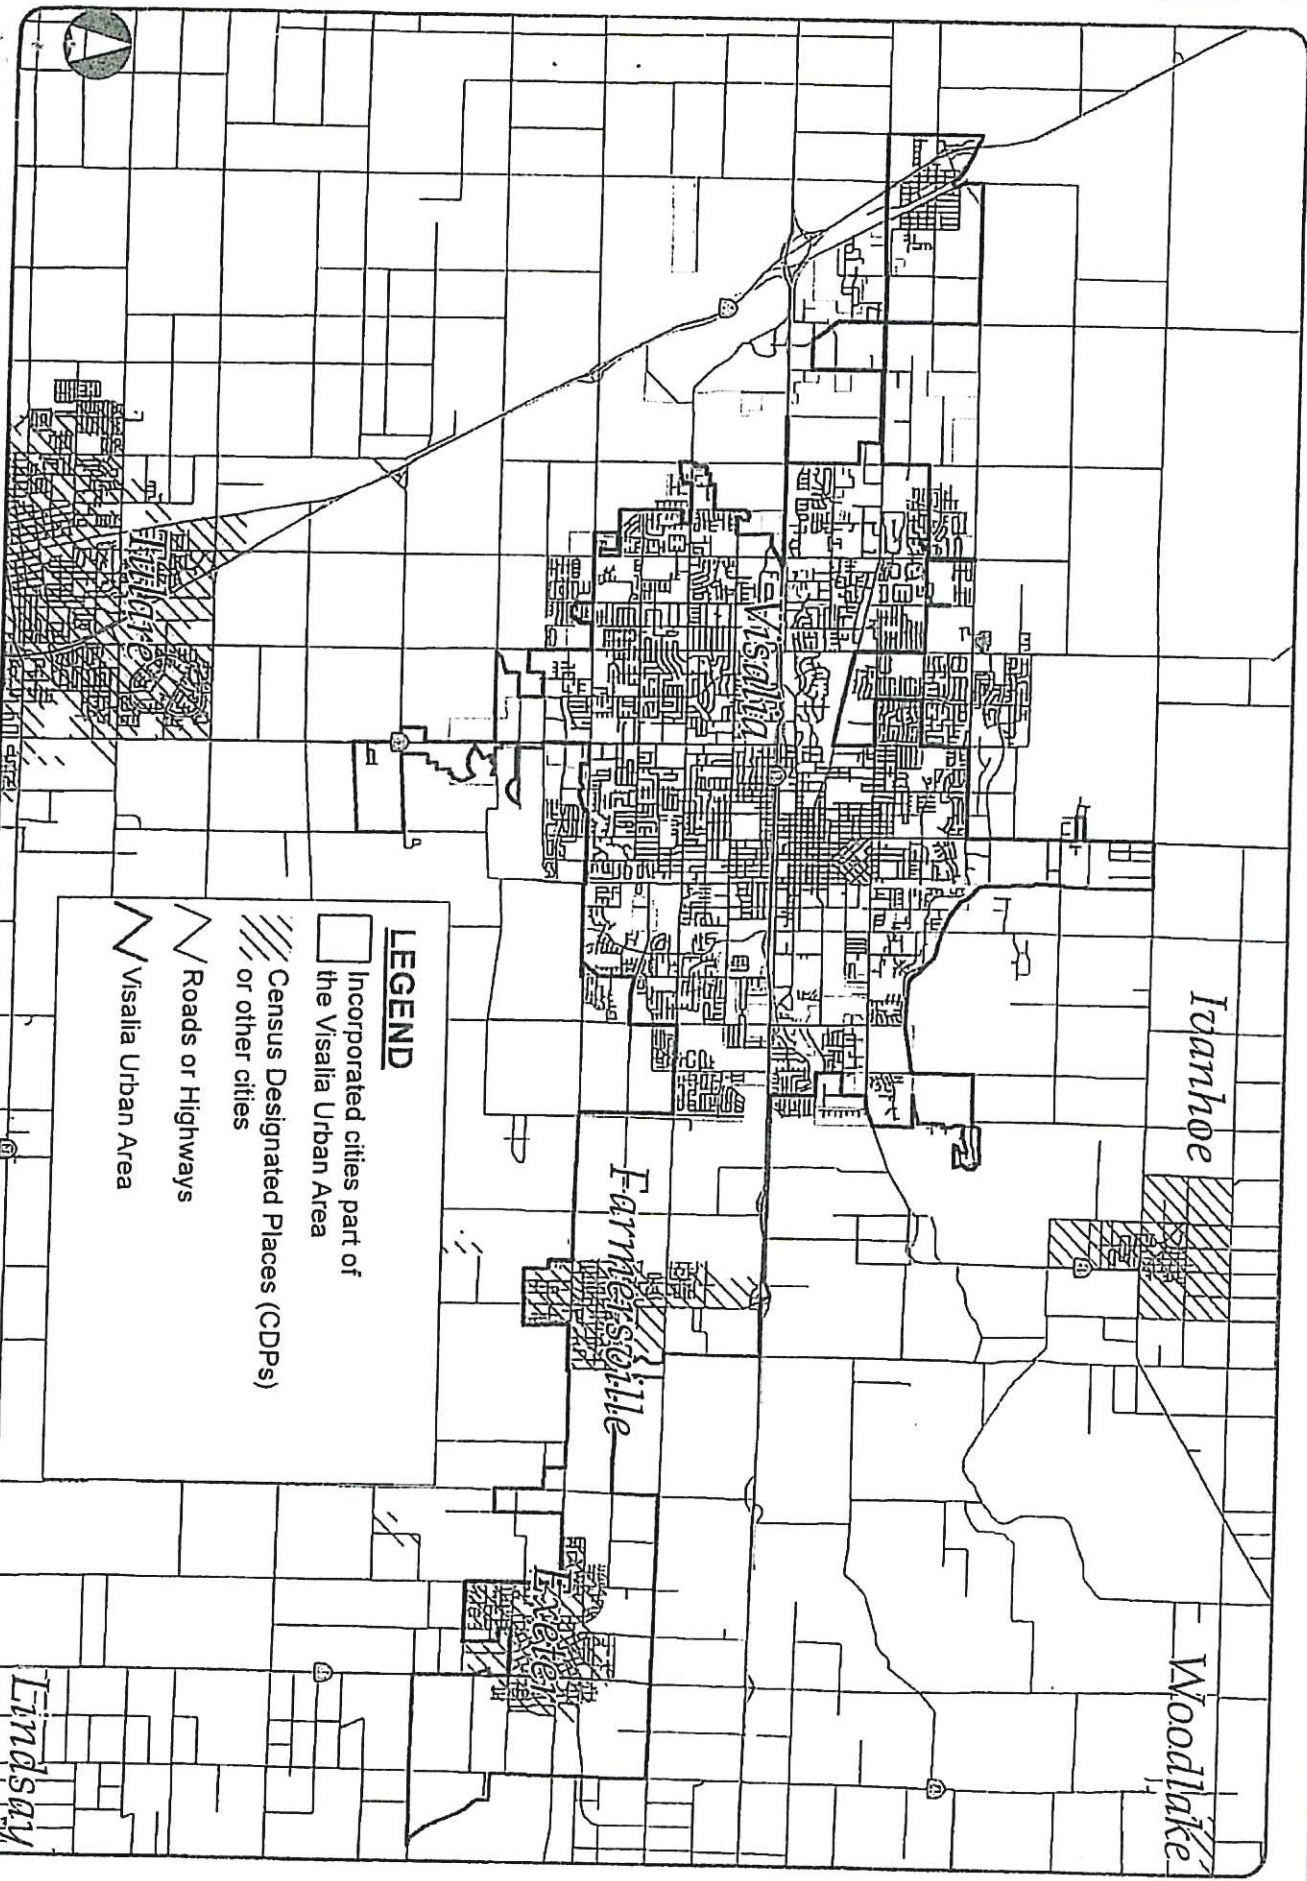 Ivanhoe
Woodlake
Visalia
Farmersville
Exeter
Tulare
Lindsay
LEGEND
Incorporated cities part of
the Visalia Urban Area
Census Designated Places (CDPs)
or other cities
Roads or Highways
Visalia Urban Area